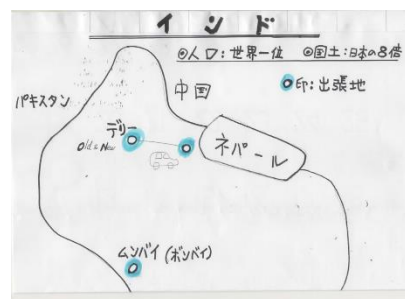 インド
◎人口:世界一位 ◎国土:日本の8倍
中国
◎印:出張地
パキスタン
デリー
Old & New
ネパール
ムンバイ (ボンベイ)